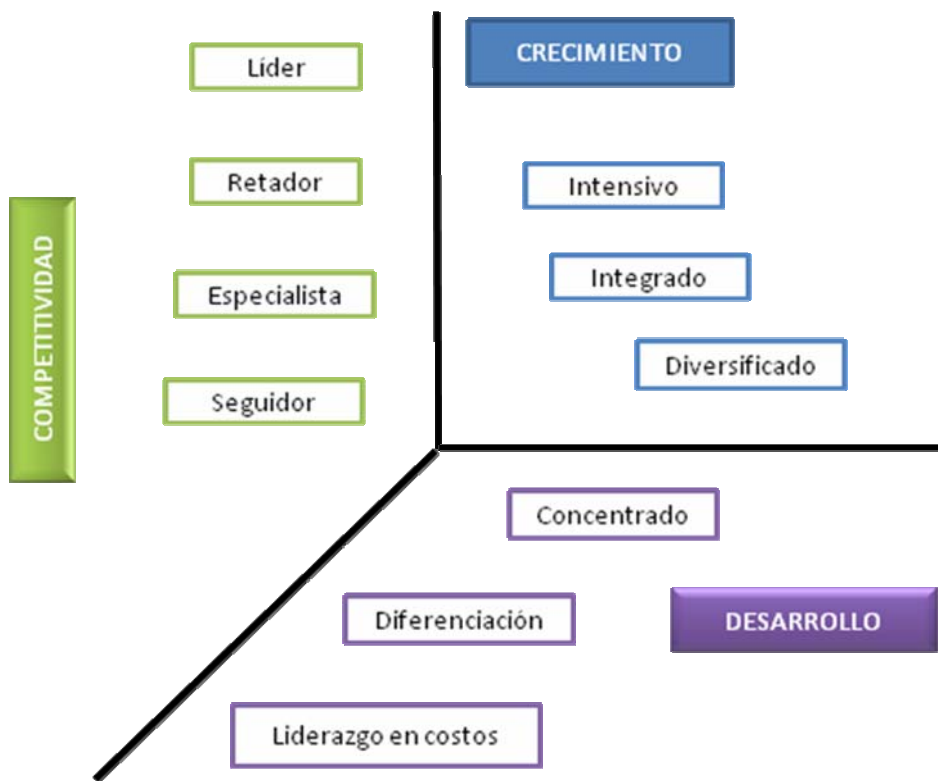 COMPETITIVIDAD
Líder
Retador
Especialista
Seguidor
CRECIMIENTO
Intensivo
Integrado
Diversificado
Concentrado
Diferenciación
DESARROLLO
Liderazgo en costos